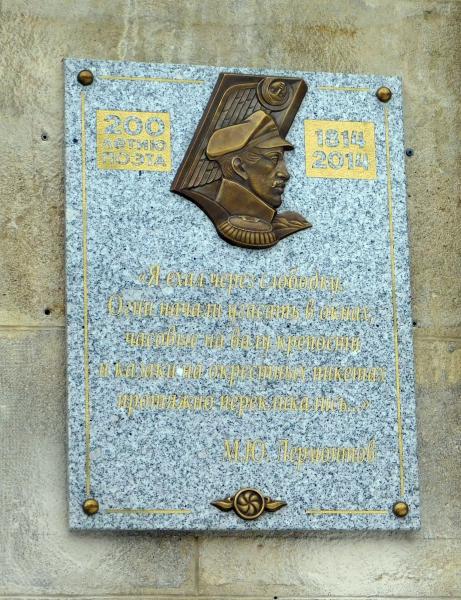 200
ЛЕТИЮ
ПОЭТА
1814
2014
«Я ехал через слободку.
Огни начали угасать в окнах,
часовые на валу крепости
и казаки на окрестных пикетах
протяжно перекликались...»
М.Ю. Лермонтов